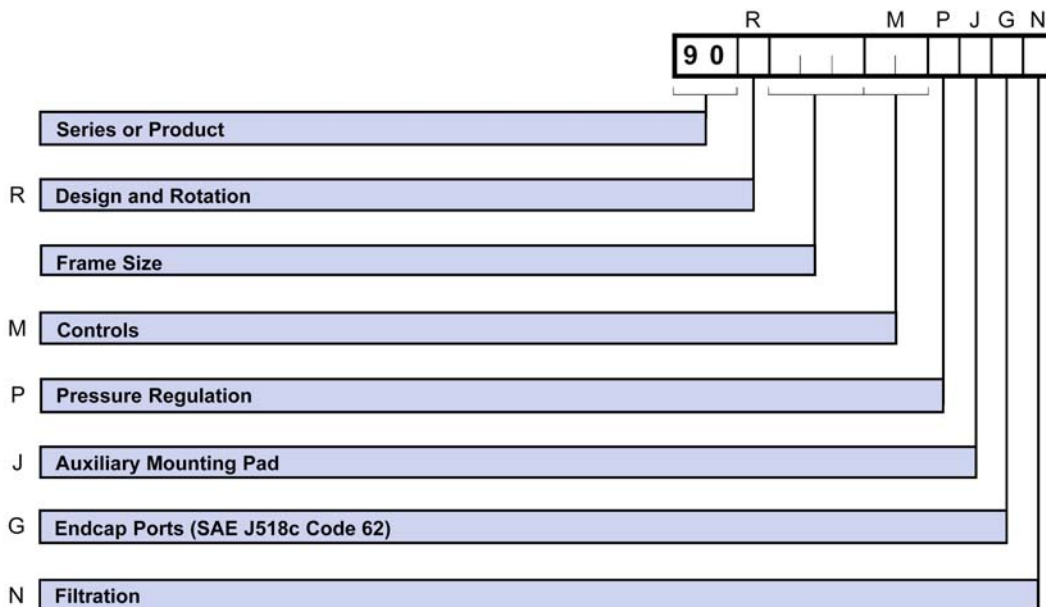 R M P J G N
9 0
Series or Product
R Design and Rotation
Frame Size
M Controls
P Pressure Regulation
J Auxiliary Mounting Pad
G Endcap Ports (SAE J518c Code 62)
N Filtration